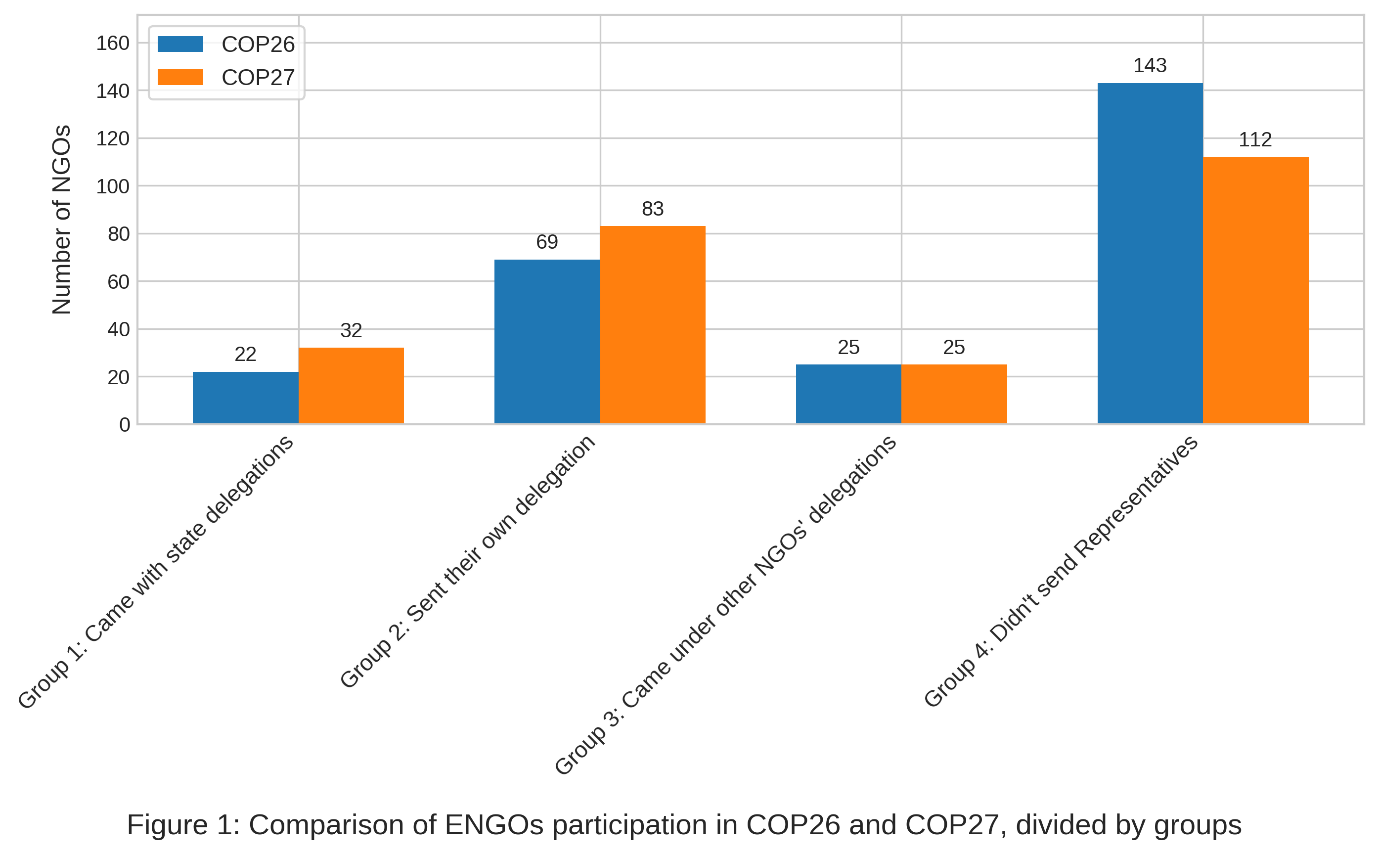 COP26
COP27
Number of NGOs
160
140
120
100
80
60
40
20
0
22
32
69
83
25
25
143
112
Group 1: Came with state delegations
Group 2: Sent their own delegation
Group 3: Came under other NGOs' delegations
Group 4: Didn't send Representatives
Figure 1: Comparison of ENGOs participation in COP26 and COP27, divided by groups